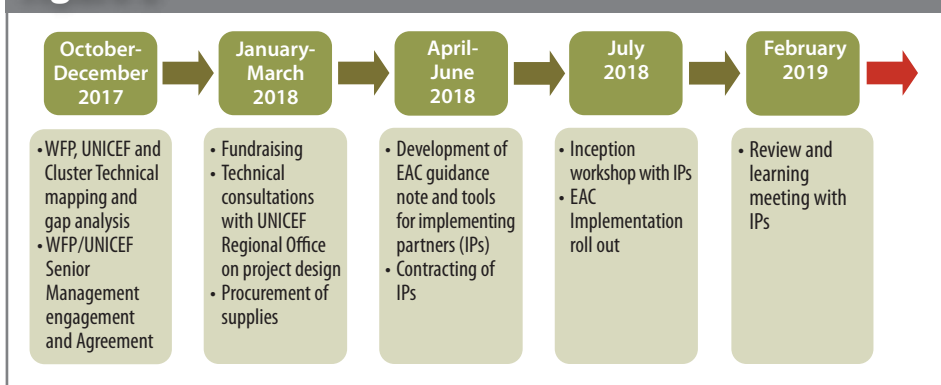 October-
December
2017
January-
March
2018
April-
June
2018
July
2018
February
2019
• WFP, UNICEF and
Cluster Technical
mapping and
gap analysis
• WFP/UNICEF
Senior
Management
engagement
and Agreement
• Fundraising
• Technical
consultations
with UNICEF
Regional Office
on project design
• Procurement of
supplies
• Development of
EAC guidance
note and tools
for implementing
partners (IPs)
• Contracting of
IPs
• Inception
workshop with IPs
• EAC
Implementation
roll out
• Review and
learning
meeting with
IPs